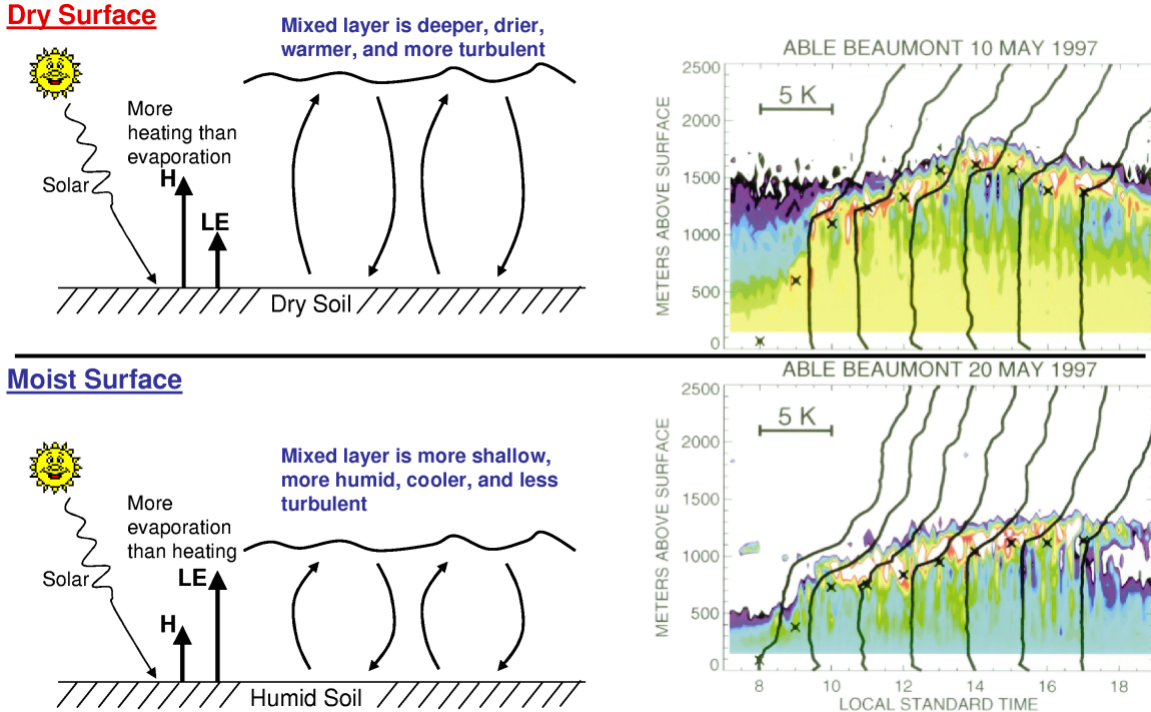 Dry Surface
Mixed layer is deeper, drier,
warmer, and more turbulent
More
heating than
evaporation
Solar
H
LE
Dry Soil
ABLE BEAUMONT 10 MAY 1997
METERS ABOVE SURFACE
2500
2000
1500
1000
500
0
5 K
Moist Surface
Mixed layer is more shallow,
more humid, cooler, and less
turbulent
More
evaporation
than heating
Solar
LE
H
Humid Soil
ABLE BEAUMONT 20 MAY 1997
METERS ABOVE SURFACE
2500
2000
1500
1000
500
0
5 K
8 10 12 14 16 18
LOCAL STANDARD TIME